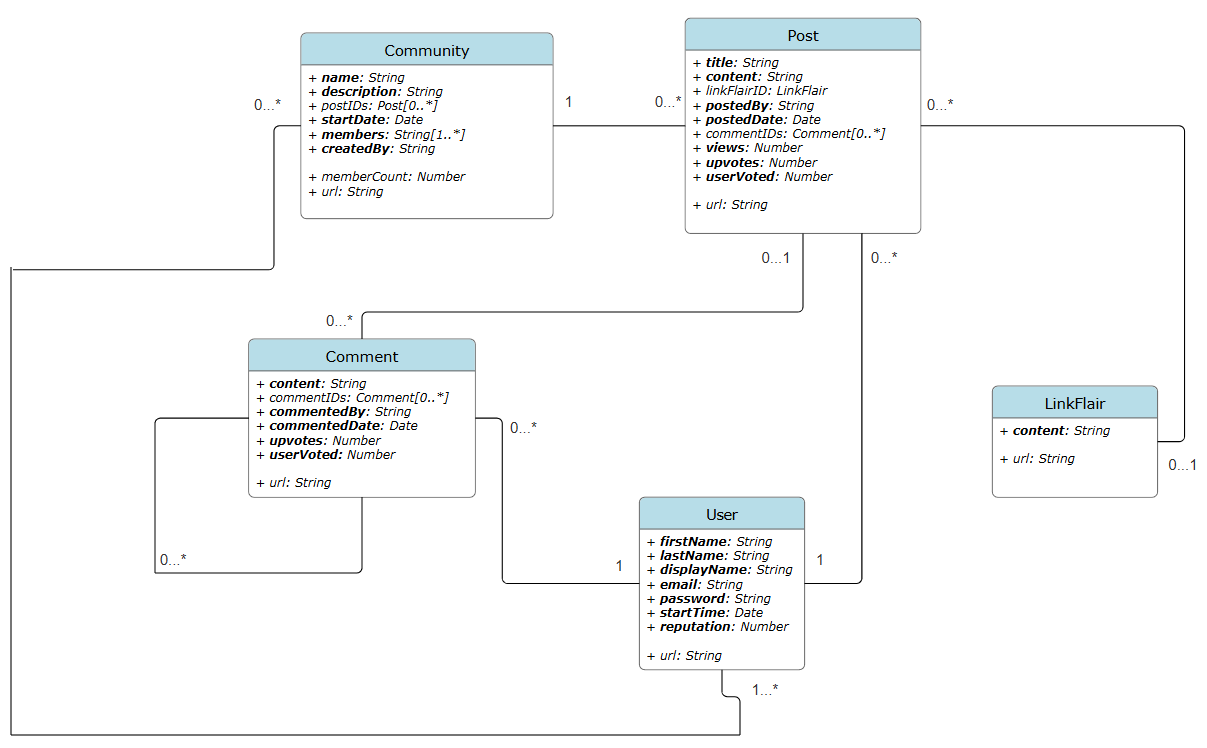 Community
+ name: String
+ description: String
+ postIDs: Post[0..*]
+ startDate: Date
+ members: String[1..*]
+ createdBy: String
+ memberCount: Number
+ url: String
0...*
1
Post
+ title: String
+ content: String
+ linkFlairID: LinkFlair
+ postedBy: String
+ postedDate: Date
+ commentIDs: Comment[0..*]
+ views: Number
+ upvotes: Number
+ userVoted: Number
+ url: String
0...*
0...*
0...1
0...*
0...*
Comment
+ content: String
+ commentIDs: Comment[0..*]
+ commentedBy: String
+ commentedDate: Date
+ upvotes: Number
+ userVoted: Number
+ url: String
0...*
0...*
LinkFlair
+ content: String
+ url: String
0...1
User
+ firstName: String
+ lastName: String
+ displayName: String
+ email: String
+ password: String
+ startTime: Date
+ reputation: Number
+ url: String
1
1
1...*